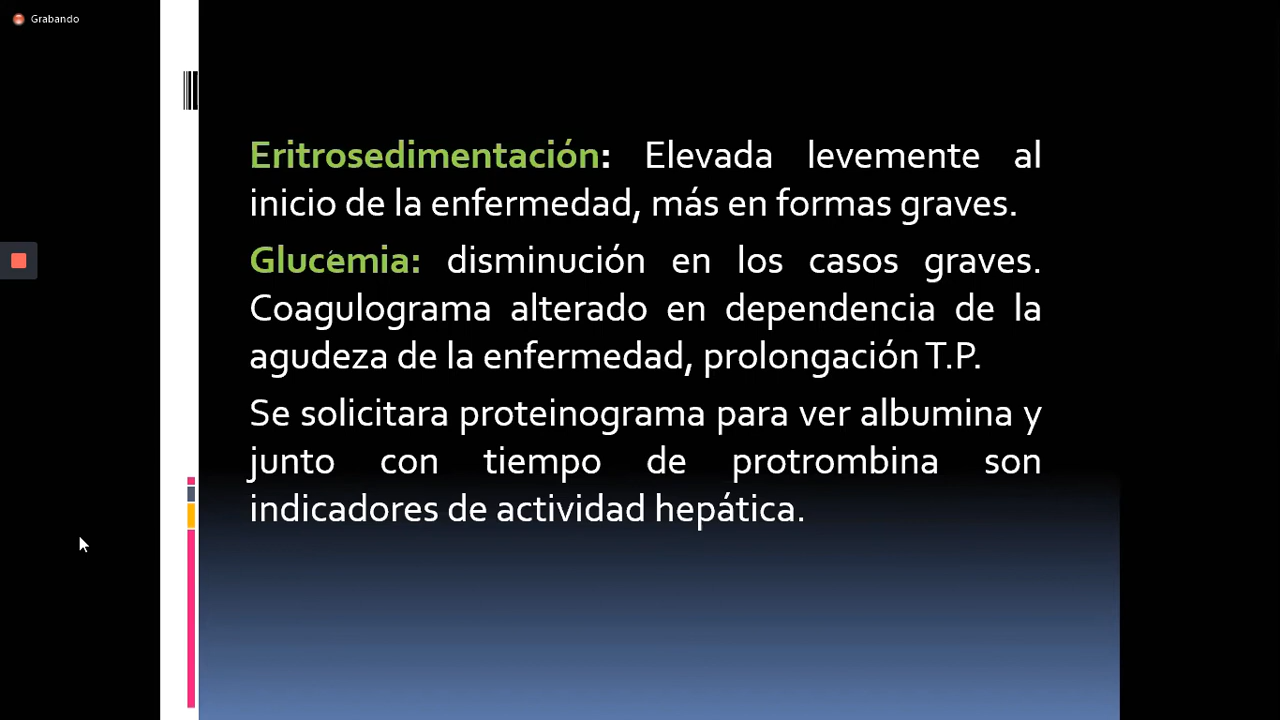 Grabando
Eritrosedimentación: Elevada levemente al
inicio de la enfermedad, más en formas graves.
Glucemia: disminución en los casos graves.
Coagulograma alterado en dependencia de la
agudeza de la enfermedad, prolongación T.P.
Se solicitara proteinograma para ver albumina y
junto con tiempo de protrombina son
indicadores de actividad hepática.